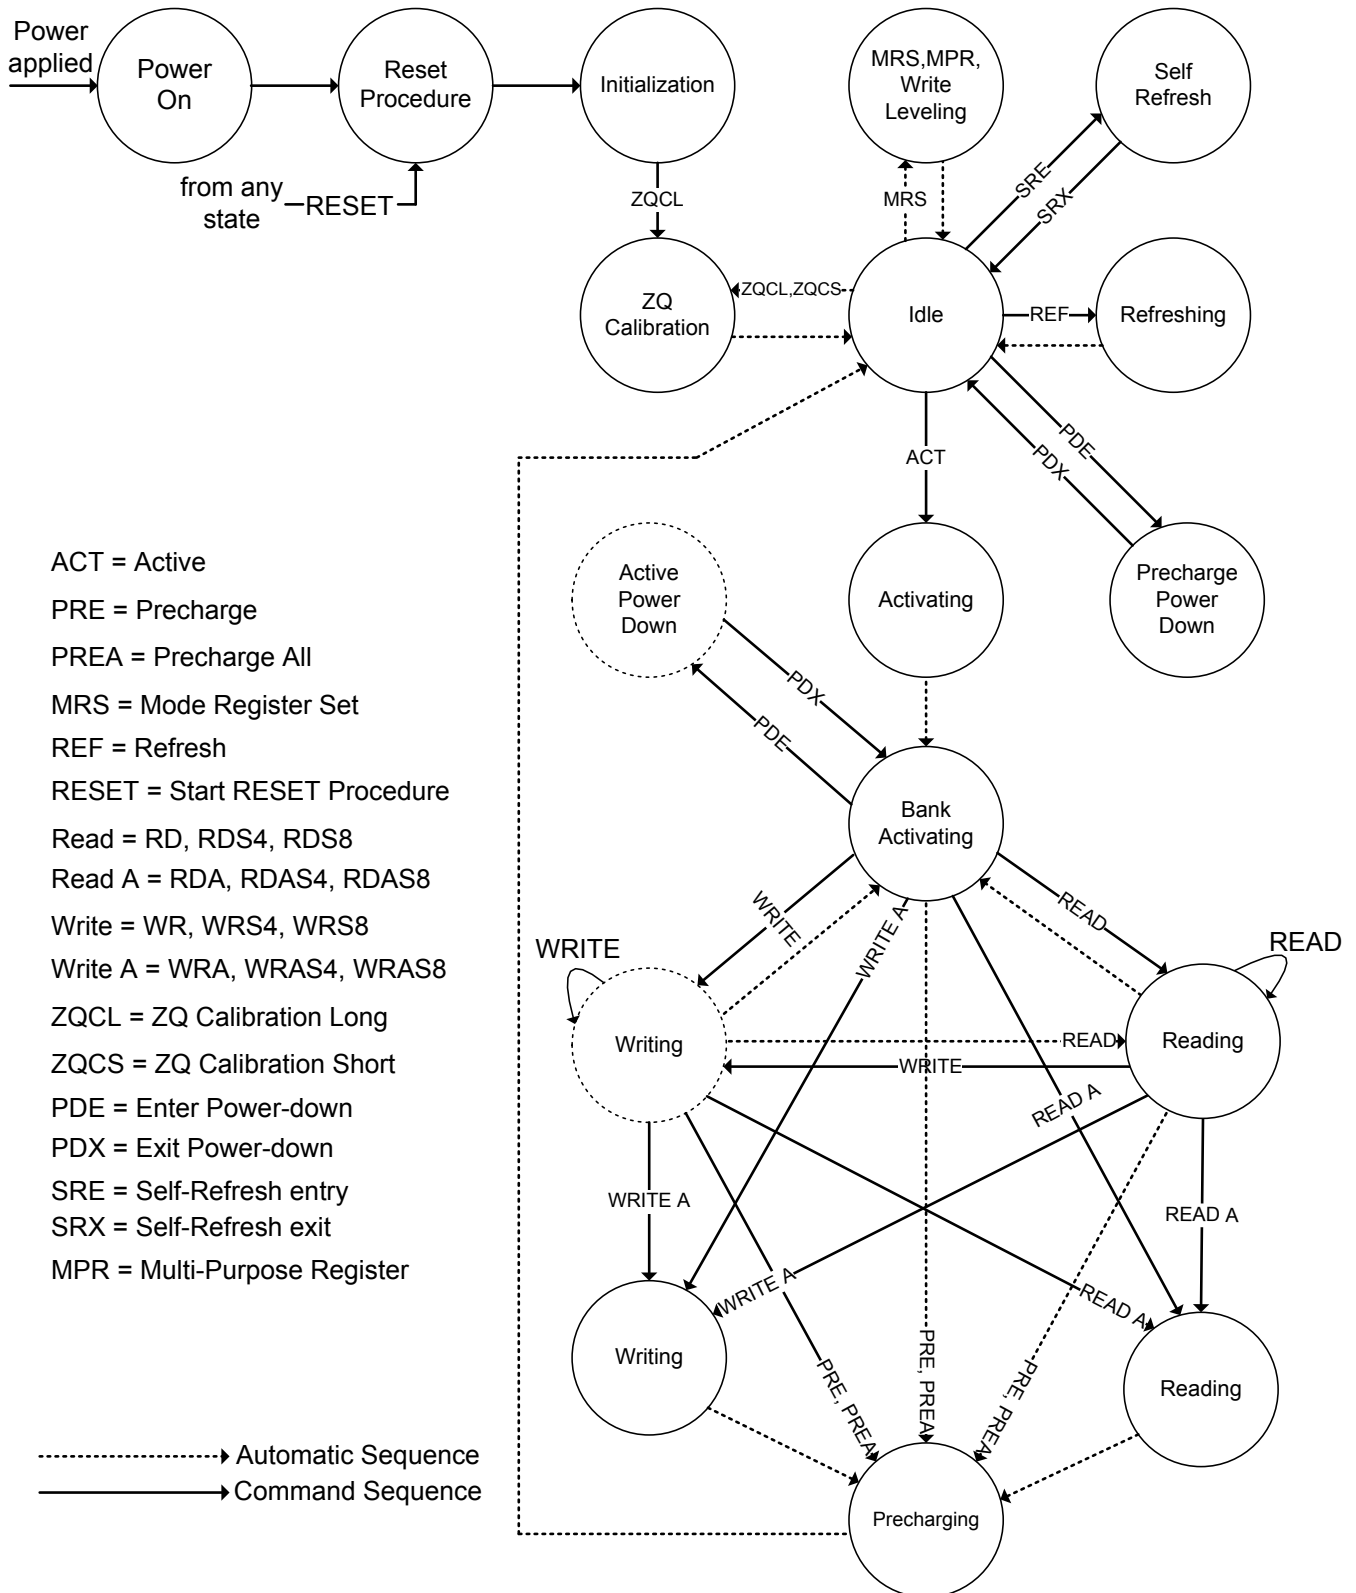 Power
applied
Power
On
Reset
Procedure
Initialization
MRS,MPR,
Write
Leveling
Self
Refresh
from any
state
RESET
ZQCL
MRS
SRE
SRX
ZQ
Calibration
ZQCL,ZQCS
Idle
REF
Refreshing
ACT
PDE
PDX
Active
Power
Down
Activating
Precharge
Power
Down
PDX
PDE
Bank
Activating
ACT = Active
PRE = Precharge
PREA = Precharge All
MRS = Mode Register Set
REF = Refresh
RESET = Start RESET Procedure
Read = RD, RDS4, RDS8
Read A = RDA, RDAS4, RDAS8
Write = WR, WRS4, WRS8
Write A = WRA, WRAS4, WRAS8
ZQCL = ZQ Calibration Long
ZQCS = ZQ Calibration Short
PDE = Enter Power-down
PDX = Exit Power-down
SRE = Self-Refresh entry
SRX = Self-Refresh exit
MPR = Multi-Purpose Register
WRITE
WRITE A
READ
WRITE
READ
Writing
READ
Reading
WRITE
READ A
WRITE A
READ A
WRITE A
READ A
PRE, PREA
PRE, PREA
PRE, PREA
Writing
Reading
Precharging
Automatic Sequence
Command Sequence